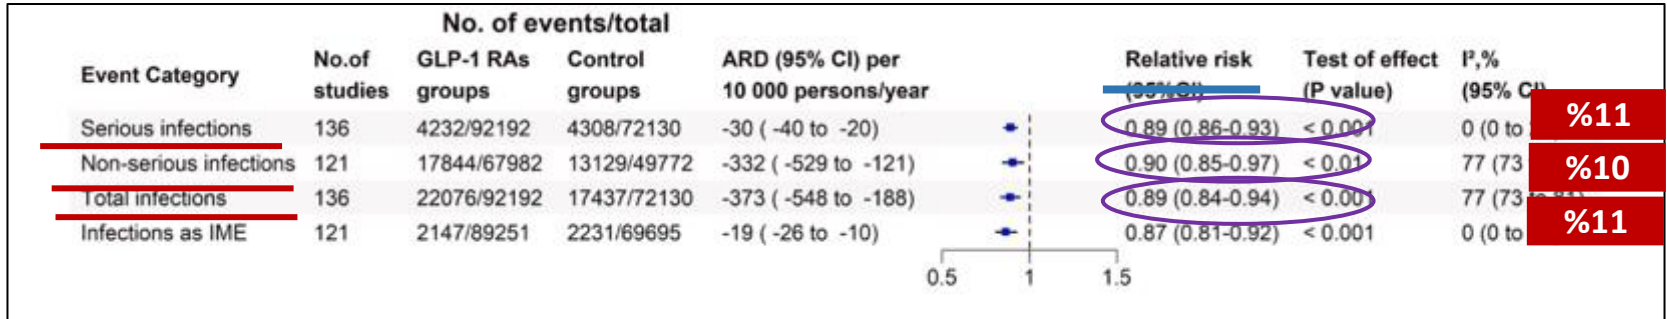 No. of events/total
Event Category No.of studies GLP-1 RAs groups Control groups ARD (95% CI) per 10 000 persons/year Relative risk (95%CI) Test of effect (P value) I²,% (95% CI)
Serious infections 136 4232/92192 4308/72130 -30 ( -40 to -20) 0.89 (0.86-0.93) < 0.001 0 (0 to %11
Non-serious infections 121 17844/67982 13129/49772 -332 ( -529 to -121) 0.90 (0.85-0.97) < 0.01 77 (73 %10
Total infections 136 22076/92192 17437/72130 -373 ( -548 to -188) 0.89 (0.84-0.94) < 0.001 77 (73 to 81)
Infections as IME 121 2147/89251 2231/69695 -19 ( -26 to -10) 0.87 (0.81-0.92) < 0.001 0 (0 to %11
0.5 1 1.5